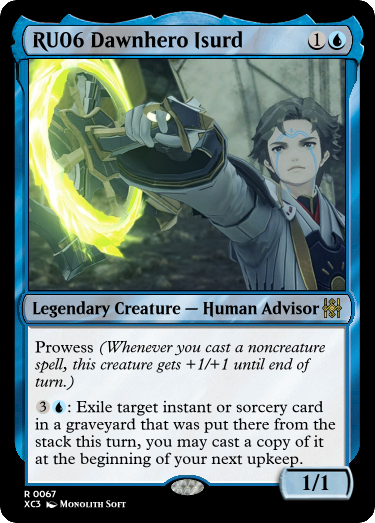 RU06 Dawnhero Isurd 1
Legendary Creature — Human Advisor
Prowess (Whenever you cast a noncreature
spell, this creature gets +1/+1 until end of
turn.)
3 : Exile target instant or sorcery card
in a graveyard that was put there from the
stack this turn, you may cast a copy of it
at the beginning of your next upkeep.
1/1
R 0067
XC3 Monolith Soft